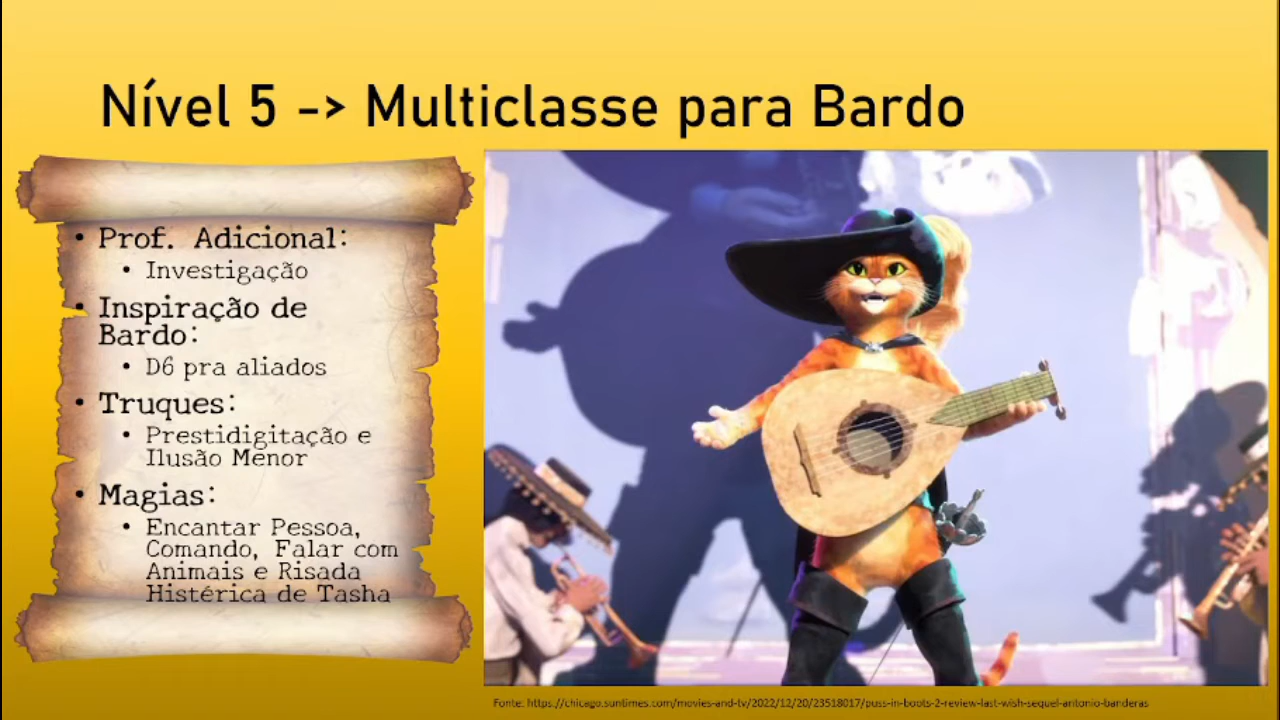 Nível 5 -> Multiclasse para Bardo
• Prof. Adicional:
• Investigação
• Inspiração de
Bardo:
• D6 pra aliados
• Truques:
• Prestidigitação e
Ilusão Menor
• Magias:
• Encantar Pessoa,
Comando, Falar com
Animais e Risada
Histérica de Tasha
Fonte: https://chicago.suntimes.com/movies-and-tv/2022/12/20/23518017/puss-in-boots-2-review-last-wish-sequel-antonio-banderas